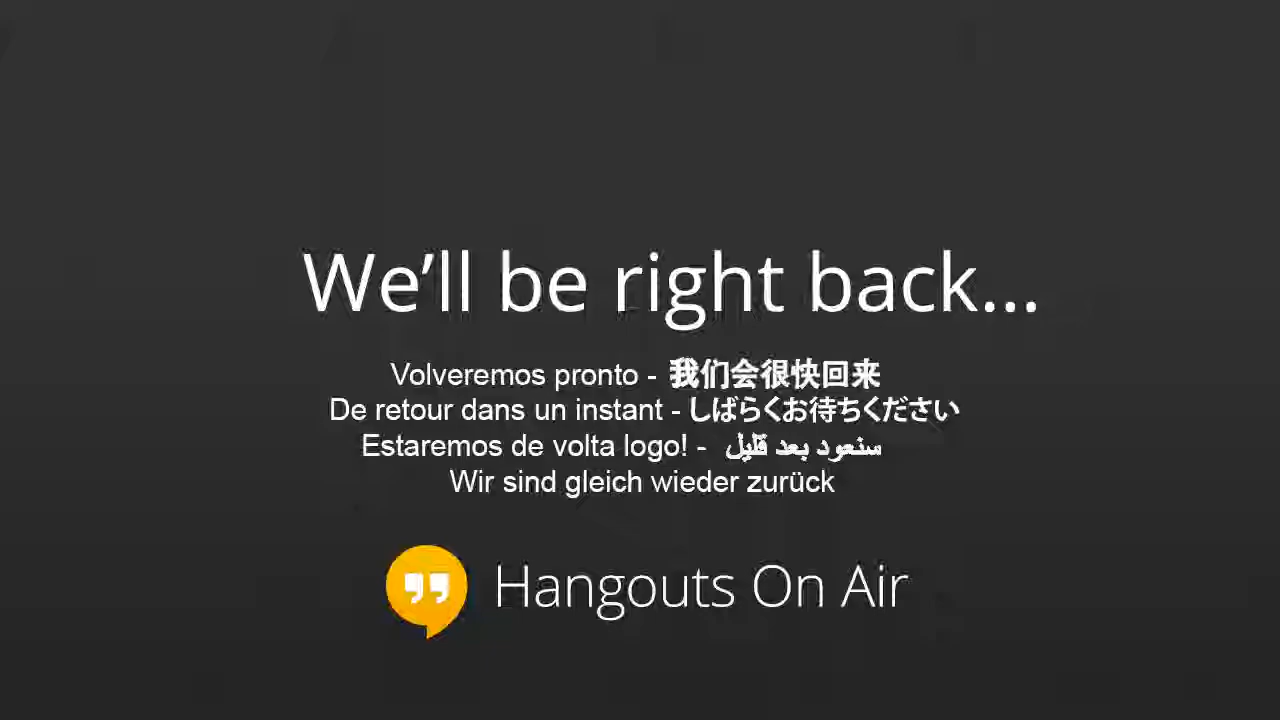 We’ll be right back...
Volveremos pronto - 我们会很快回来
De retour dans un instant - しばらくお待ちください
Estaremos de volta logo! - سنعود بعد قليل
Wir sind gleich wieder zurück
Hangouts On Air